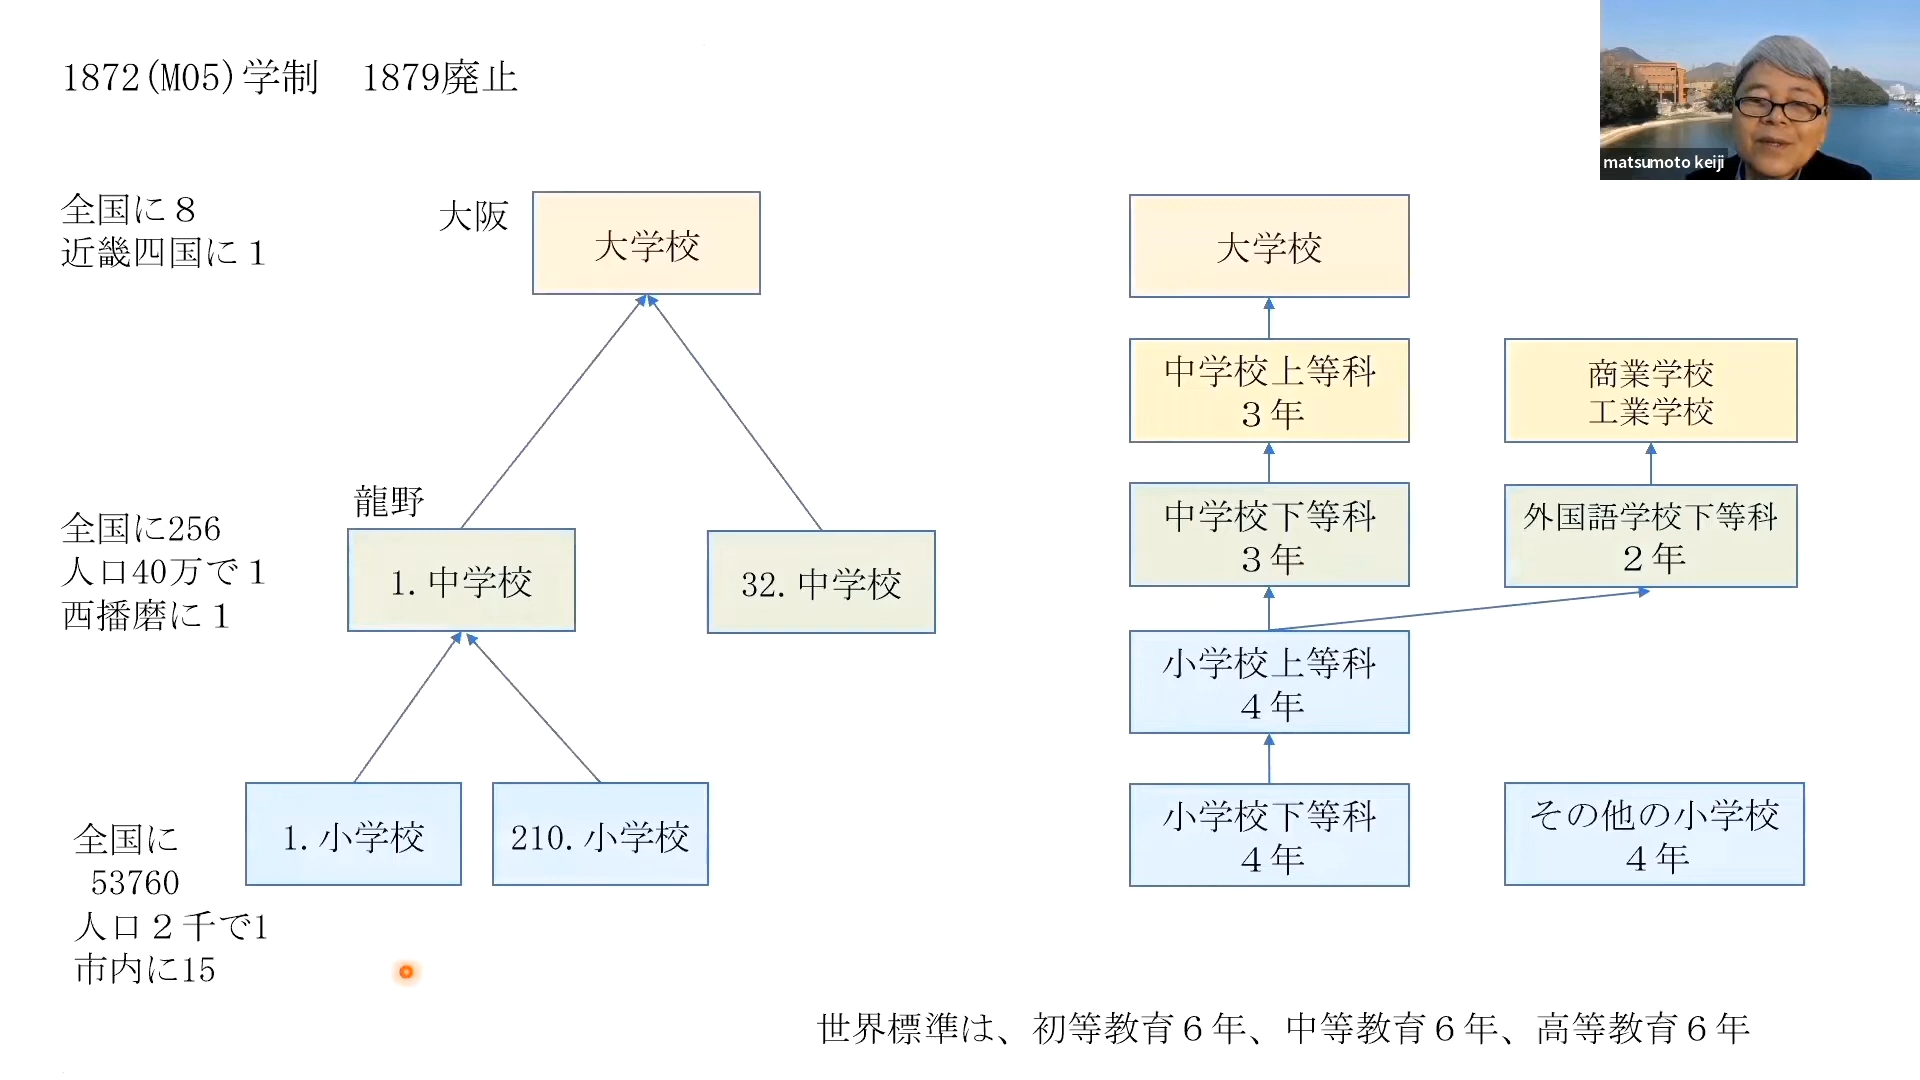 1872(M05)学制　1879廃止
matsumoto keiji
全国に８
近畿四国に１
大阪
大学校
龍野
全国に256
人口40万で１
西播磨に１
1.中学校
32.中学校
全国に
53760
人口２千で1
市内に15
1.小学校
210.小学校
大学校
中学校上等科
３年
商業学校
工業学校
中学校下等科
３年
外国語学校下等科
２年
小学校上等科
４年
小学校下等科
４年
その他の小学校
４年
世界標準は、初等教育６年、中等教育６年、高等教育６年